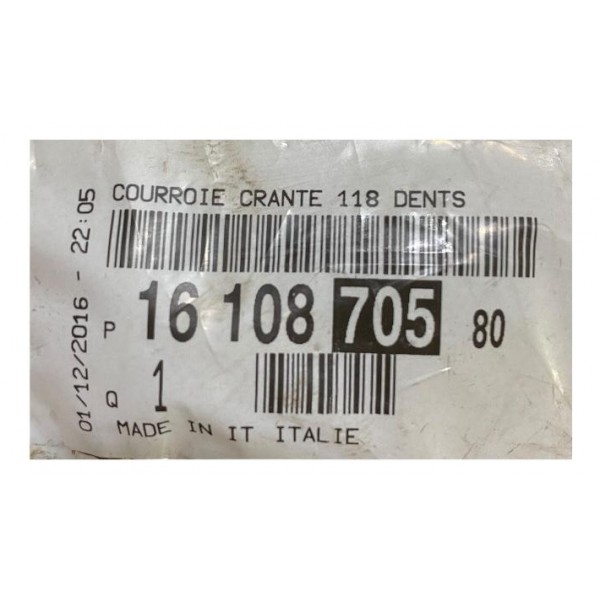 01/12/2016 - 22:05
COURROIE CRANTE 118 DENTS
P 16 108 705 80
Q 1
MADE IN IT ITALIE